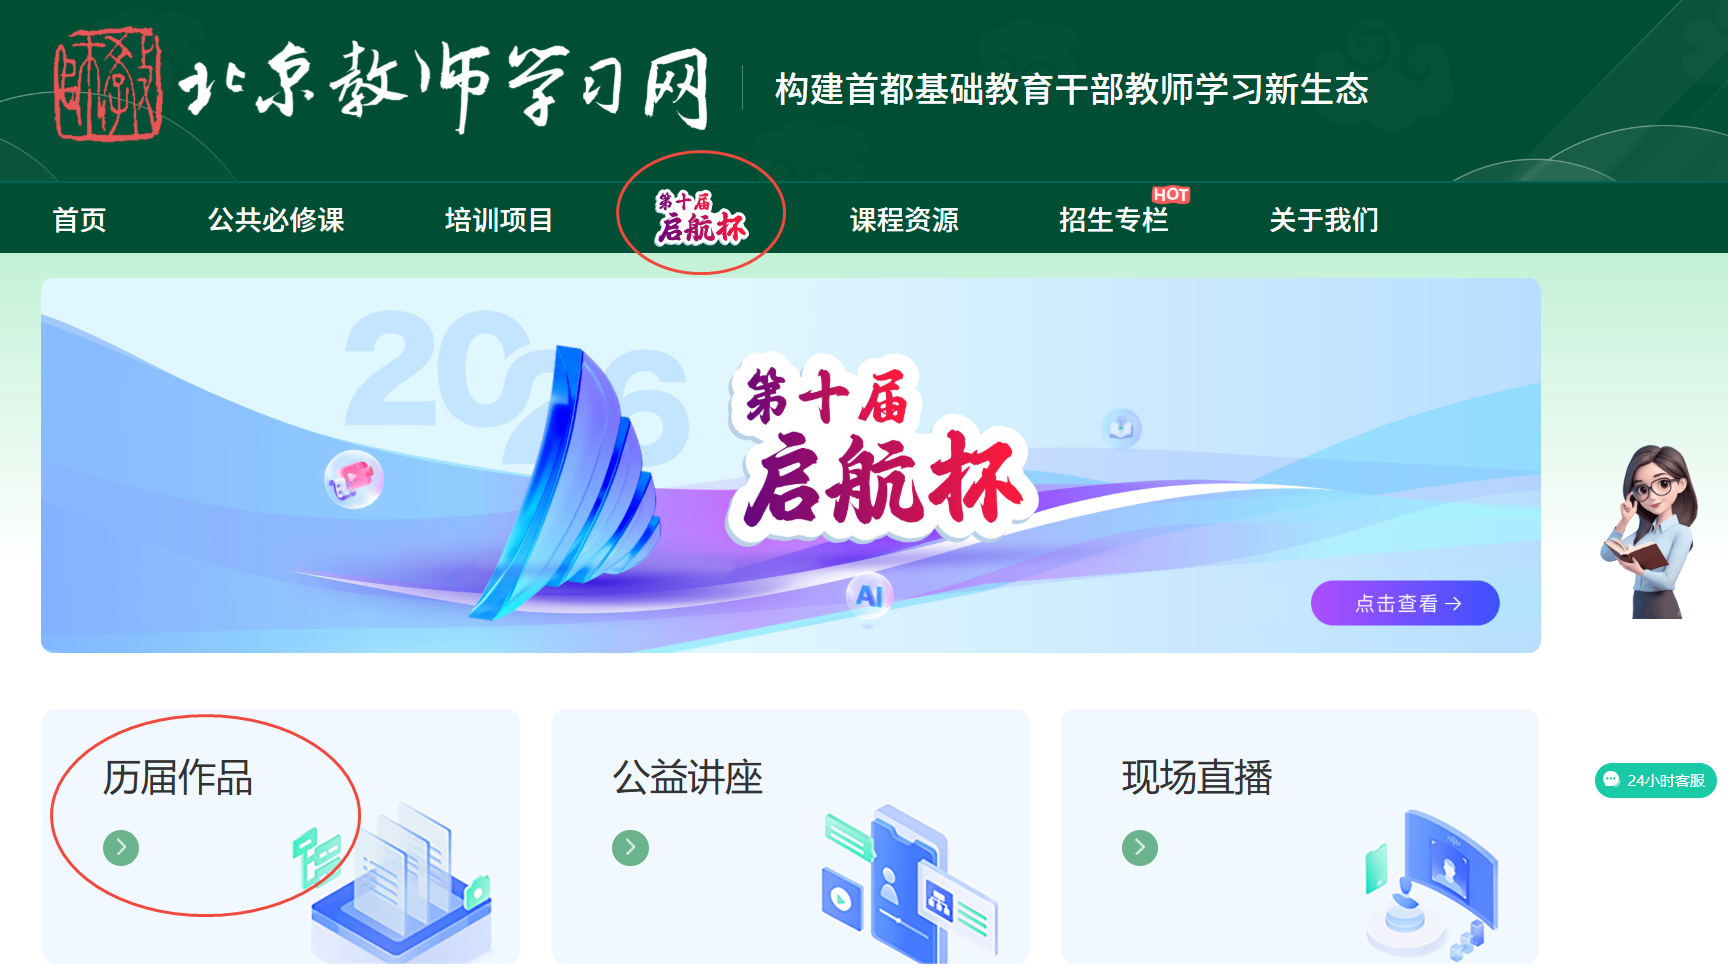 北京教师学习网
构建首都基础教育干部教师学习新生态
首页 公共必修课 培训项目 第十届启航杯 课程资源 招生专栏 HOT 关于我们
2026
第十届
启航杯
AI
点击查看→
历届作品 公益讲座 现场直播
24小时客服